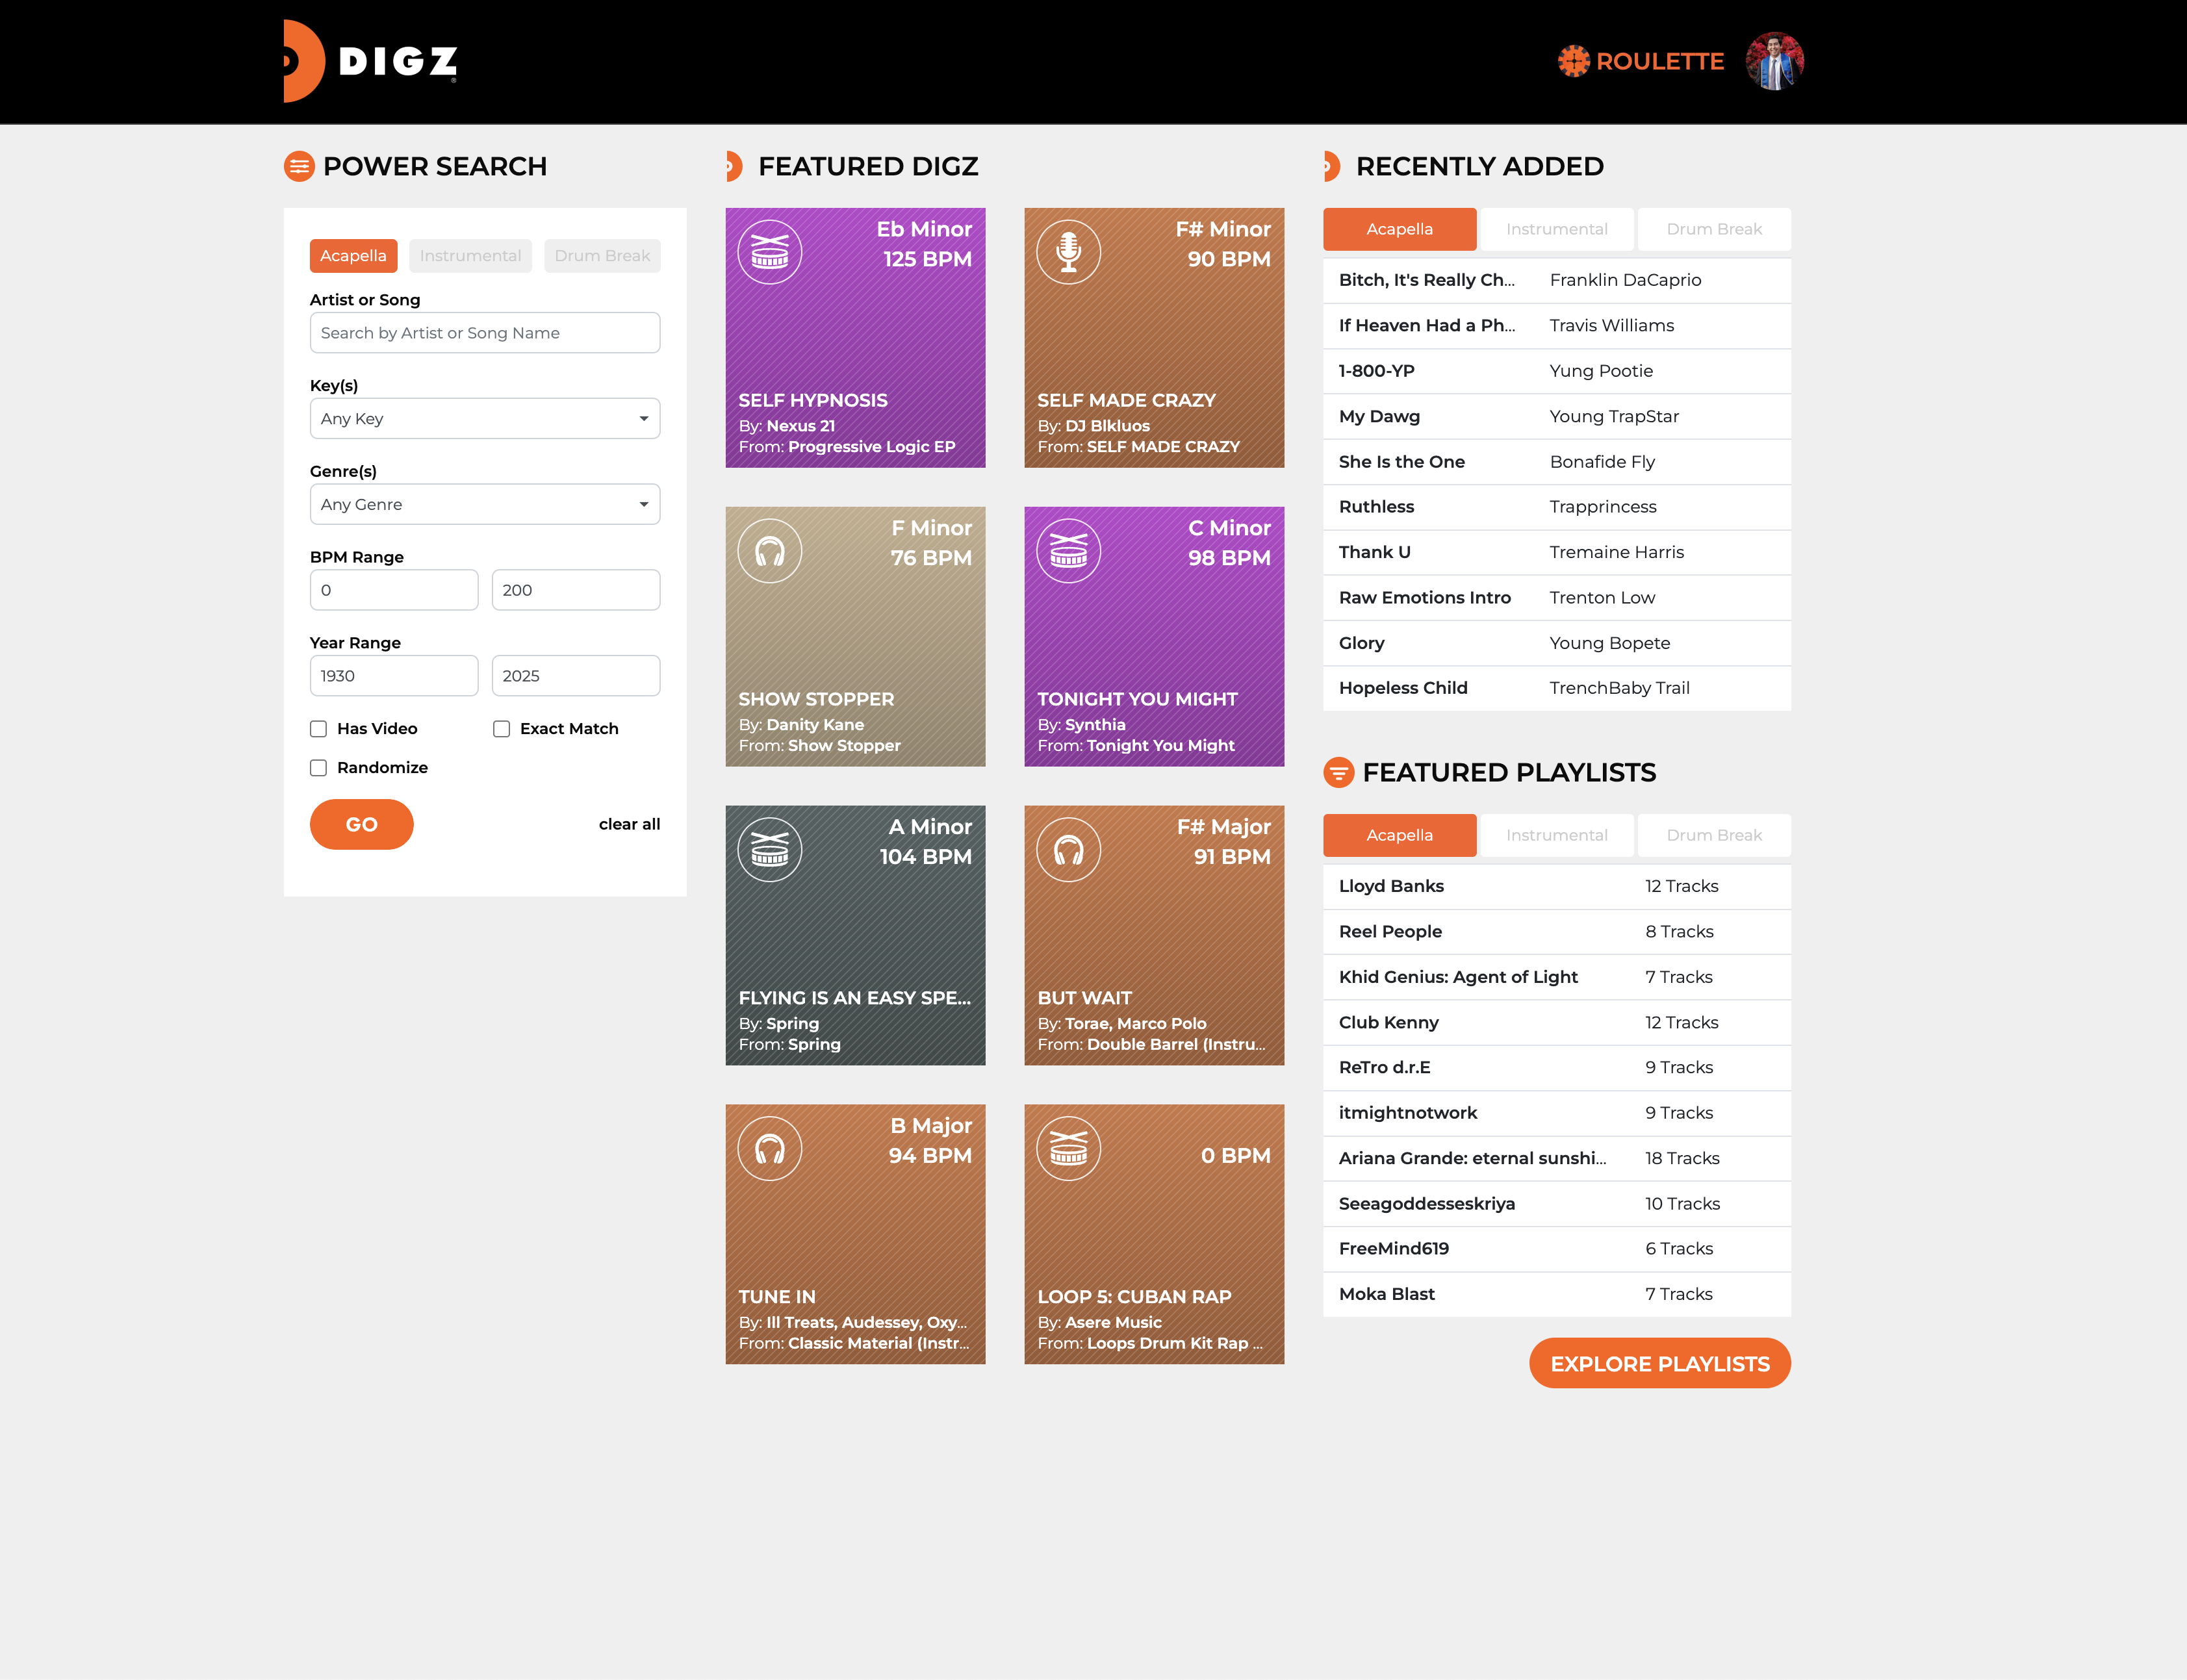 DIGZ
ROULETTE
POWER SEARCH
Acapella Instrumental Drum Break
Artist or Song
Search by Artist or Song Name
Key(s)
Any Key
Genre(s)
Any Genre
BPM Range
0 200
Year Range
1930 2025
Has Video Exact Match
Randomize
GO clear all
FEATURED DIGZ
Eb Minor
125 BPM
SELF HYPNOSIS
By: Nexus 21
From: Progressive Logic EP
F# Minor
90 BPM
SELF MADE CRAZY
By: DJ Blkluos
From: SELF MADE CRAZY
F Minor
76 BPM
SHOW STOPPER
By: Danity Kane
From: Show Stopper
C Minor
98 BPM
TONIGHT YOU MIGHT
By: Synthia
From: Tonight You Might
A Minor
104 BPM
FLYING IS AN EASY SPE...
By: Spring
From: Spring
F# Major
91 BPM
BUT WAIT
By: Torae, Marco Polo
From: Double Barrel (Instru...
B Major
94 BPM
TUNE IN
By: Ill Treats, Audessey, Oxy...
From: Classic Material (Instr...
0 BPM
LOOP 5: CUBAN RAP
By: Asere Music
From: Loops Drum Kit Rap ...
RECENTLY ADDED
Acapella Instrumental Drum Break
Bitch, It's Really Ch... Franklin DaCaprio
If Heaven Had a Ph... Travis Williams
1-800-YP Yung Pootie
My Dawg Young TrapStar
She Is the One Bonafide Fly
Ruthless Trapprincess
Thank U Tremaine Harris
Raw Emotions Intro Trenton Low
Glory Young Bopete
Hopeless Child TrenchBaby Trail
FEATURED PLAYLISTS
Acapella Instrumental Drum Break
Lloyd Banks 12 Tracks
Reel People 8 Tracks
Khid Genius: Agent of Light 7 Tracks
Club Kenny 12 Tracks
ReTro d.r.E 9 Tracks
itmightnotwork 9 Tracks
Ariana Grande: eternal sunshi... 18 Tracks
Seeagoddesseskriya 10 Tracks
FreeMind619 6 Tracks
Moka Blast 7 Tracks
EXPLORE PLAYLISTS